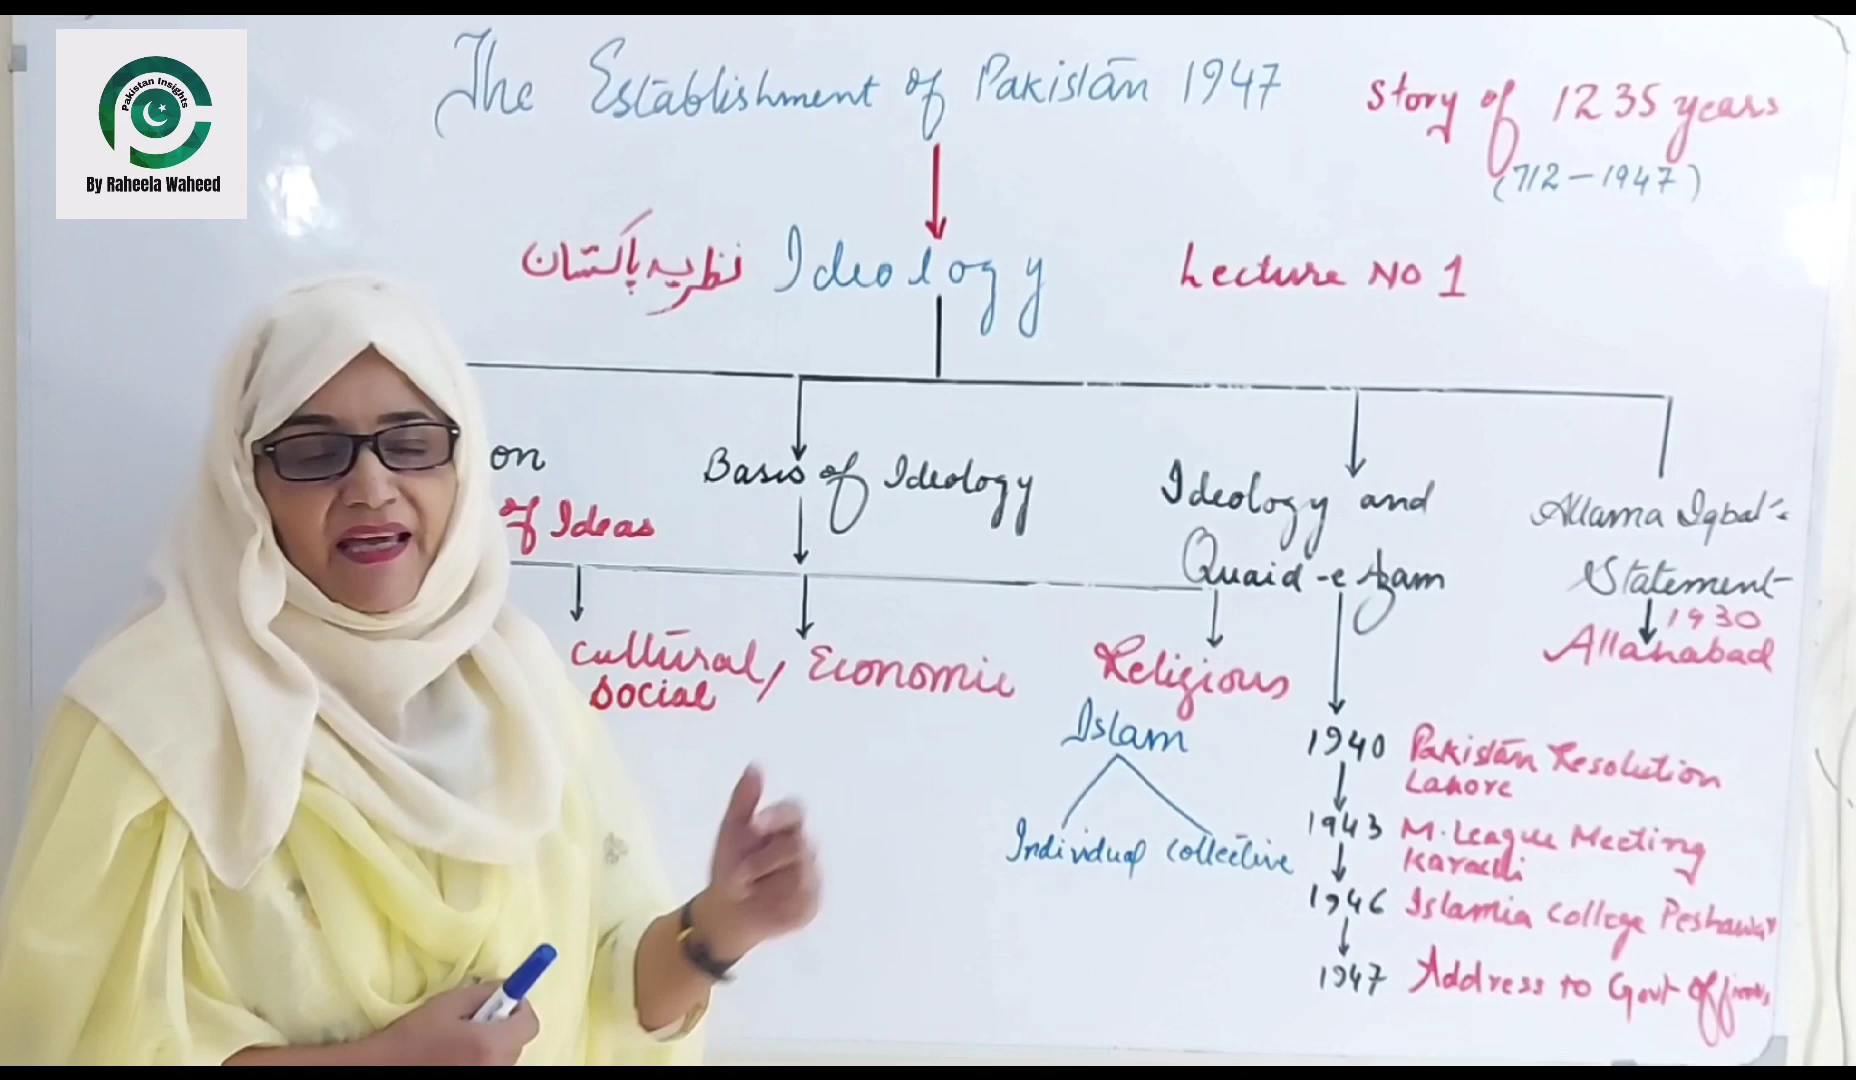 Pakistan Insights
By Raheela Waheed
The Establishment of Pakistan 1947
Story of 1235 years
(712-1947)
نظریہ پاکستان Ideology
Lecture No 1
on
of Ideas
Basis of Ideology
Ideology and
Quaid-e Azam
Allama Iqbal's
Statement
1930
Allahabad
Cultural/
Social
Economic
Religious
Islam
Individual Collective
1940 Pakistan Resolution
Lahore
1943 M. League Meeting
Karachi
1946 Islamia College Peshawar
1947 Address to Govt